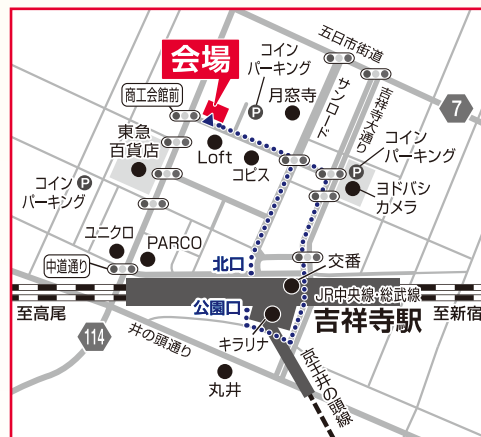 五日市街道
会場
コイン
パーキング
P
月窓寺
サンロード
吉祥寺大通り
7
商工会館前
東急
百貨店
Loft
コピス
コイン
パーキング
P
ヨドバシ
カメラ
コイン
パーキング
P
ユニクロ
PARCO
中道通り
北口
交番
JR中央線・総武線
吉祥寺駅
至高尾
至新宿
公園口
キラリナ
114
井の頭通り
丸井
京王井の頭線